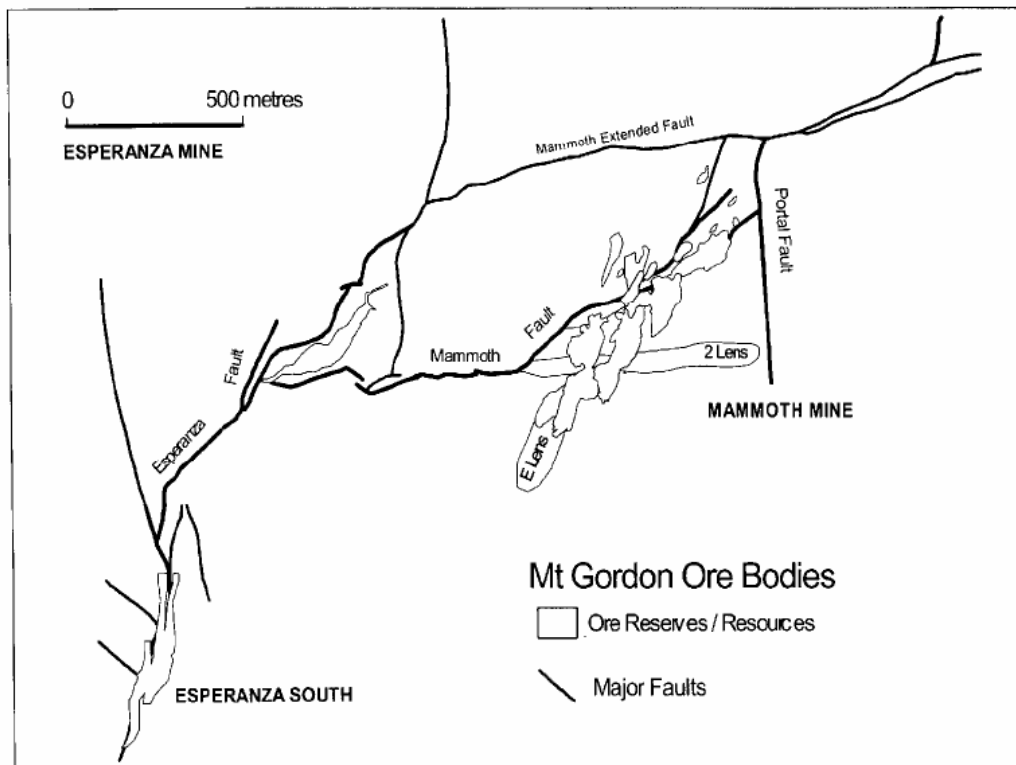 0 500 metres
ESPERANZA MINE
Mammoth Extended Fault
Portal Fault
Fault
Mammoth
2 Lens
Fault
Esperanza
MAMMOTH MINE
E Lens
Mt Gordon Ore Bodies
Ore Reserves / Resources
Major Faults
ESPERANZA SOUTH